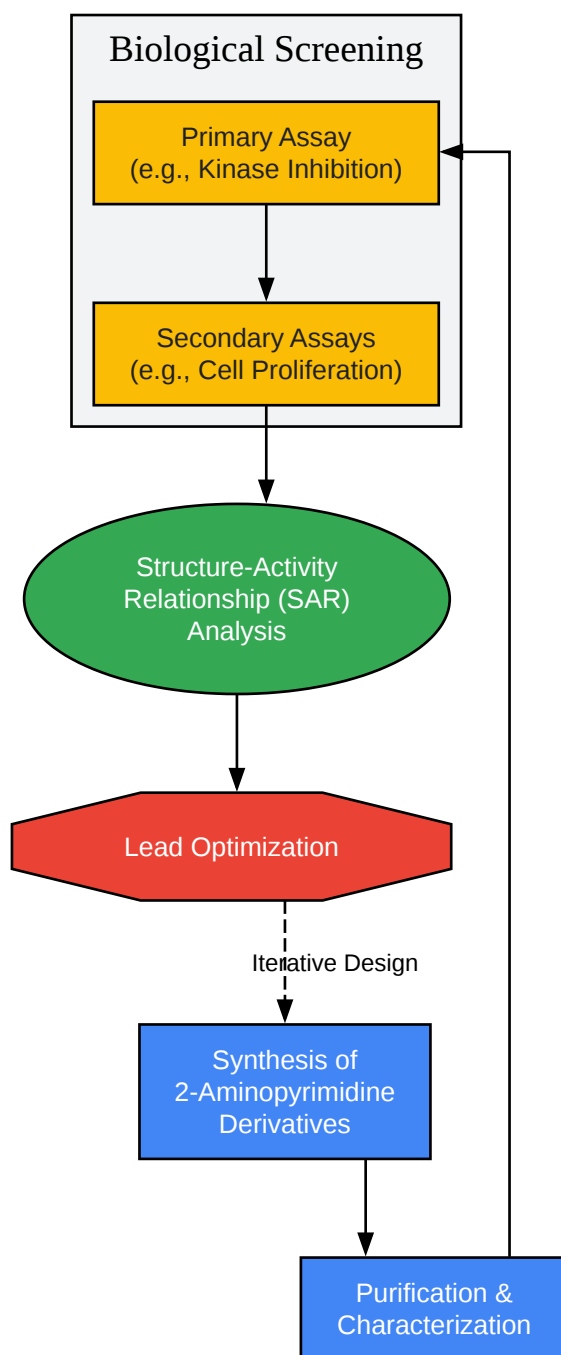 Biological Screening
Primary Assay
(e.g., Kinase Inhibition)
Secondary Assays
(e.g., Cell Proliferation)
Structure-Activity
Relationship (SAR)
Analysis
Lead Optimization
Iterative Design
Synthesis of
2-Aminopyrimidine
Derivatives
Purification &
Characterization